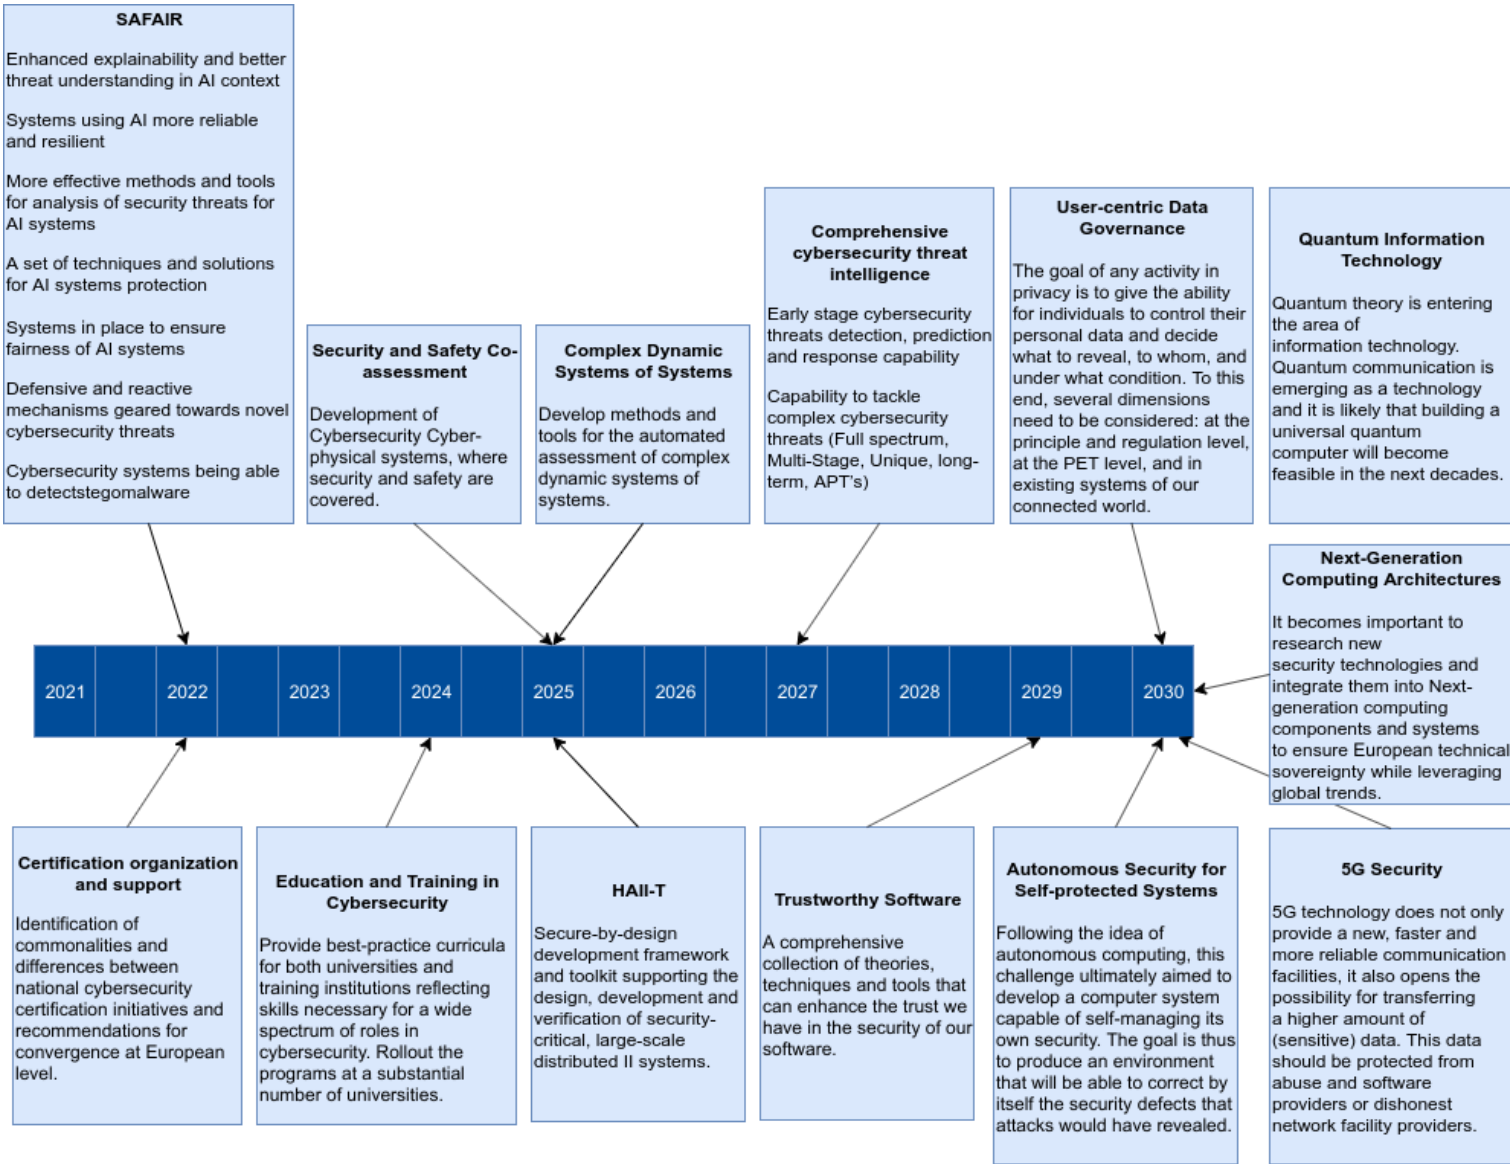 SAFAIR
Enhanced explainability and better
threat understanding in AI context
Systems using AI more reliable
and resilient
More effective methods and tools
for analysis of security threats for
AI systems
A set of techniques and solutions
for AI systems protection
Systems in place to ensure
fairness of AI systems
Defensive and reactive
mechanisms geared towards novel
cybersecurity threats
Cybersecurity systems being able
to detectstegomalware
Security and Safety Co-
assessment
Development of
Cybersecurity Cyber-
physical systems, where
security and safety are
covered.
Complex Dynamic
Systems of Systems
Develop methods and
tools for the automated
assessment of complex
dynamic systems of
systems.
Comprehensive
cybersecurity threat
intelligence
Early stage cybersecurity
threats detection, prediction
and response capability
Capability to tackle
complex cybersecurity
threats (Full spectrum,
Multi-Stage, Unique, long-
term, APT's)
User-centric Data
Governance
The goal of any activity in
privacy is to give the ability
for individuals to control their
personal data and decide
what to reveal, to whom, and
under what condition. To this
end, several dimensions
need to be considered: at the
principle and regulation level,
at the PET level, and in
existing systems of our
connected world.
Quantum Information
Technology
Quantum theory is entering
the area of
information technology.
Quantum communication is
emerging as a technology
and it is likely that building a
universal quantum
computer will become
feasible in the next decades.
Next-Generation
Computing Architectures
It becomes important to
research new
security technologies and
integrate them into Next-
generation computing
components and systems
to ensure European technical
sovereignty while leveraging
global trends.
2021
2022
2023
2024
2025
2026
2027
2028
2029
2030
Certification organization
and support
Identification of
commonalities and
differences between
national cybersecurity
certification initiatives and
recommendations for
convergence at European
level.
Education and Training in
Cybersecurity
Provide best-practice curricula
for both universities and
training institutions reflecting
skills necessary for a wide
spectrum of roles in
cybersecurity. Rollout the
programs at a substantial
number of universities.
HAII-T
Secure-by-design
development framework
and toolkit supporting the
design, development and
verification of security-
critical, large-scale
distributed II systems.
Trustworthy Software
A comprehensive
collection of theories,
techniques and tools that
can enhance the trust we
have in the security of our
software.
Autonomous Security for
Self-protected Systems
Following the idea of
autonomous computing, this
challenge ultimately aimed to
develop a computer system
capable of self-managing its
own security. The goal is thus
to produce an environment
that will be able to correct by
itself the security defects that
attacks would have revealed.
5G Security
5G technology does not only
provide a new, faster and
more reliable communication
facilities, it also opens the
possibility for transferring
a higher amount of
(sensitive) data. This data
should be protected from
abuse and software
providers or dishonest
network facility providers.